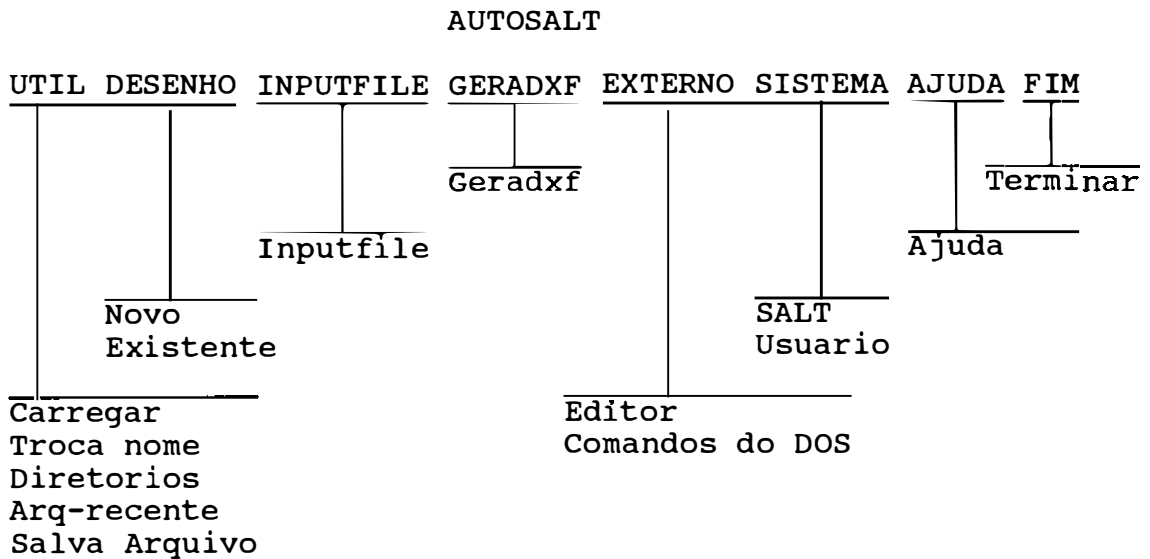 AUTOSALT
UTIL DESENHO INPUTFILE GERADXF EXTERNO SISTEMA AJUDA FIM
Geradxf
Terminar
Inputfile
Ajuda
Novo
Existente
SALT
Usuario
Carregar
Troca nome
Diretorios
Arq-recente
Salva Arquivo
Editor
Comandos do DOS